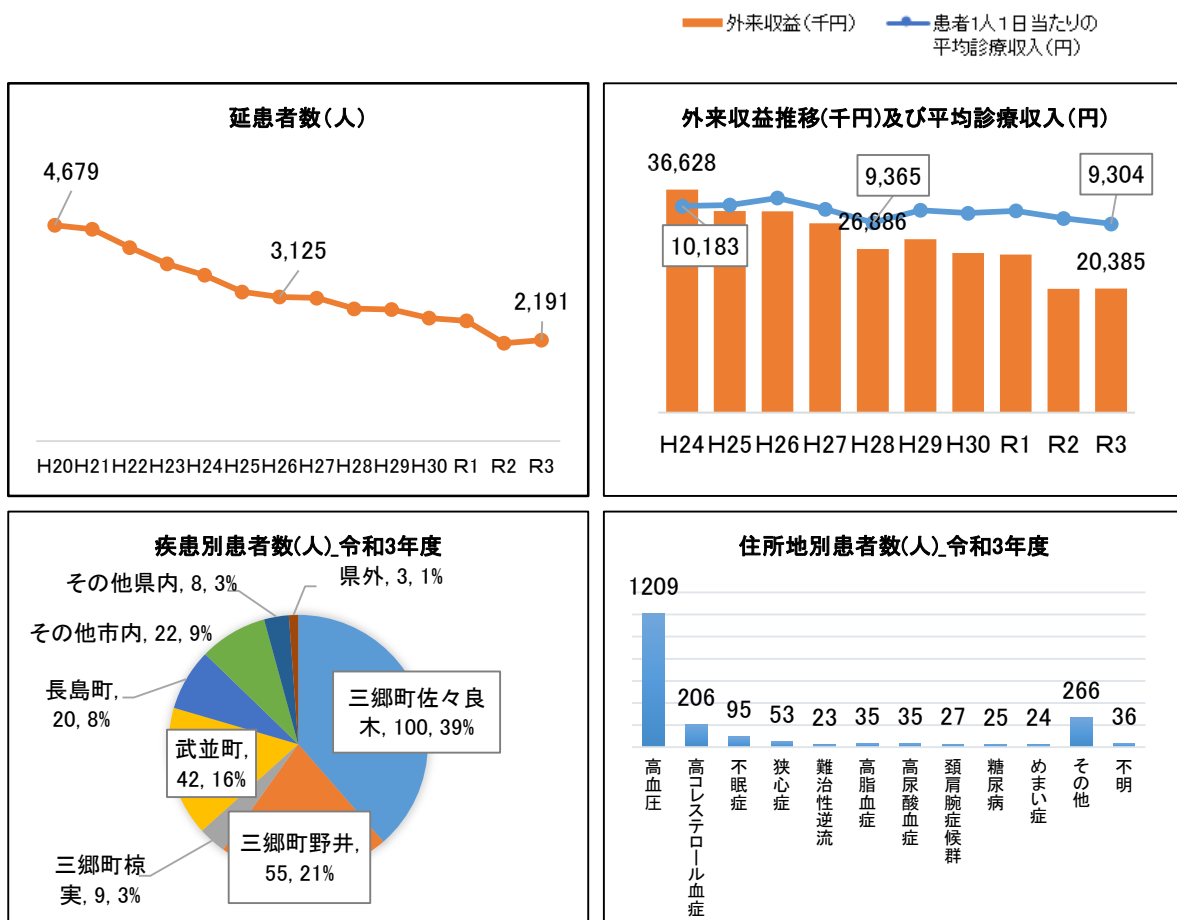 外来収益(千円)
患者1人1日当たりの
平均診療収入(円)
延患者数(人)
4,679
3,125
2,191
H20 H21 H22 H23 H24 H25 H26 H27 H28 H29 H30 R1 R2 R3
外来収益推移(千円)及び平均診療収入(円)
36,628
9,365
9,304
26,886
10,183
20,385
H24 H25 H26 H27 H28 H29 H30 R1 R2 R3
疾患別患者数(人)_令和3年度
その他県内, 8, 3%
県外, 3, 1%
その他市内, 22, 9%
長島町,
20, 8%
三郷町佐々良
木, 100, 39%
武並町,
42, 16%
三郷町野井,
55, 21%
三郷町椋
実, 9, 3%
住所地別患者数(人)_令和3年度
1209
206
95
53
23
35
35
27
25
24
266
36
高血圧
高コレステロール血症
不眠症
狭心症
難治性逆流
高脂血症
高尿酸血症
頚肩腕症候群
糖尿病
めまい症
その他
不明